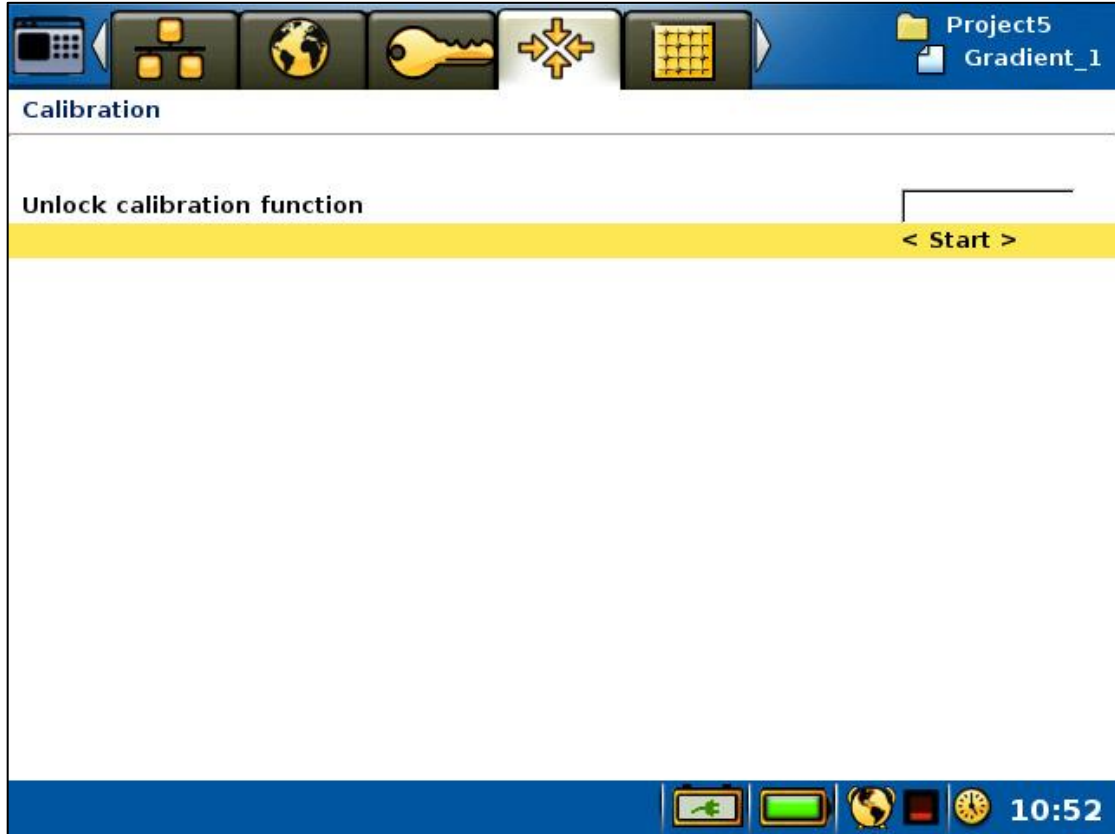 Project5
Gradient_1
Calibration
Unlock calibration function
< Start >
10:52